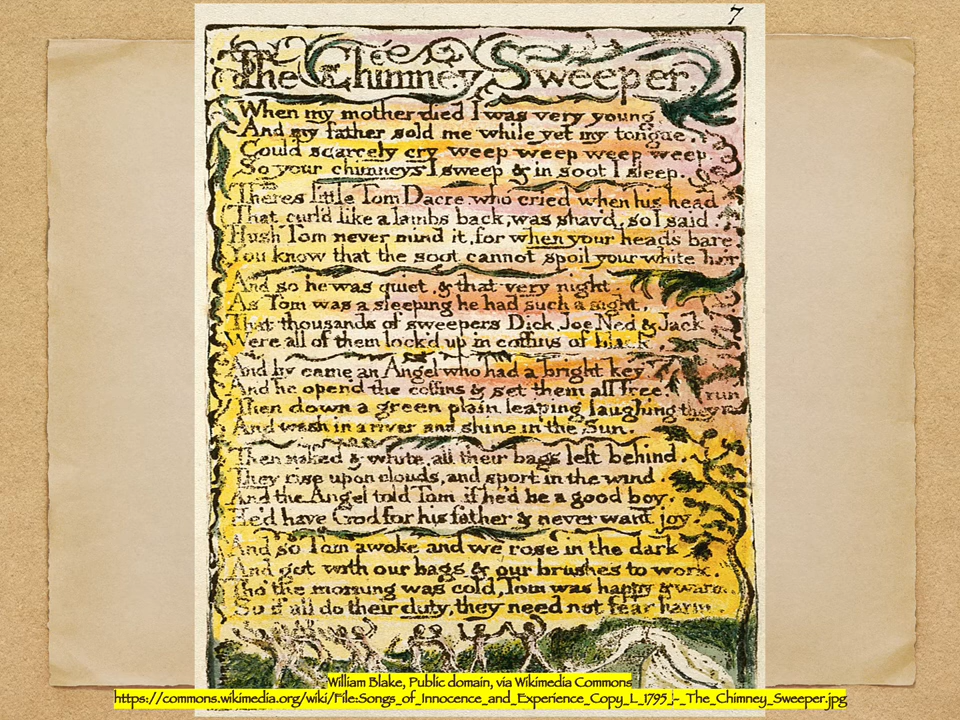 7
The Chimney Sweeper
When my mother died I was very young
And my father sold me while yet my tongue.
Could scarcely cry weep weep weep weep.
So your chimneys I sweep & in soot I sleep.
Theres little Tom Dacre, who cried when his head
That curl'd like a lambs back, was shav'd, so I said.
Hush Tom never mind it, for when your heads bare,
You know that the soot cannot spoil your white hair
And so he was quiet, & that very night.
As Tom was a sleeping he had such a sight,
That thousands of sweepers Dick, Joe Ned & Jack
Were all of them lock'd up in coffins of black
And by came an Angel who had a bright key
And he open'd the coffins & set them all free.
Then down a green plain leaping laughing they run
And wash in a river and shine in the Sun.
Then naked & white, all their bags left behind.
They rise upon clouds, and sport in the wind.
And the Angel told Tom if he'd be a good boy,
He'd have God for his father & never want joy.
And so Tom awoke and we rose in the dark
And got with our bags & our brushes to work.
Tho' the morning was cold, Tom was happy & warm.
So if all do their duty, they need not fear harm.
William Blake, Public domain, via Wikimedia Commons
https://commons.wikimedia.org/wiki/File:Songs_of_Innocence_and_Experience_Copy_L_1795_)-_The_Chimney_Sweeper.jpg